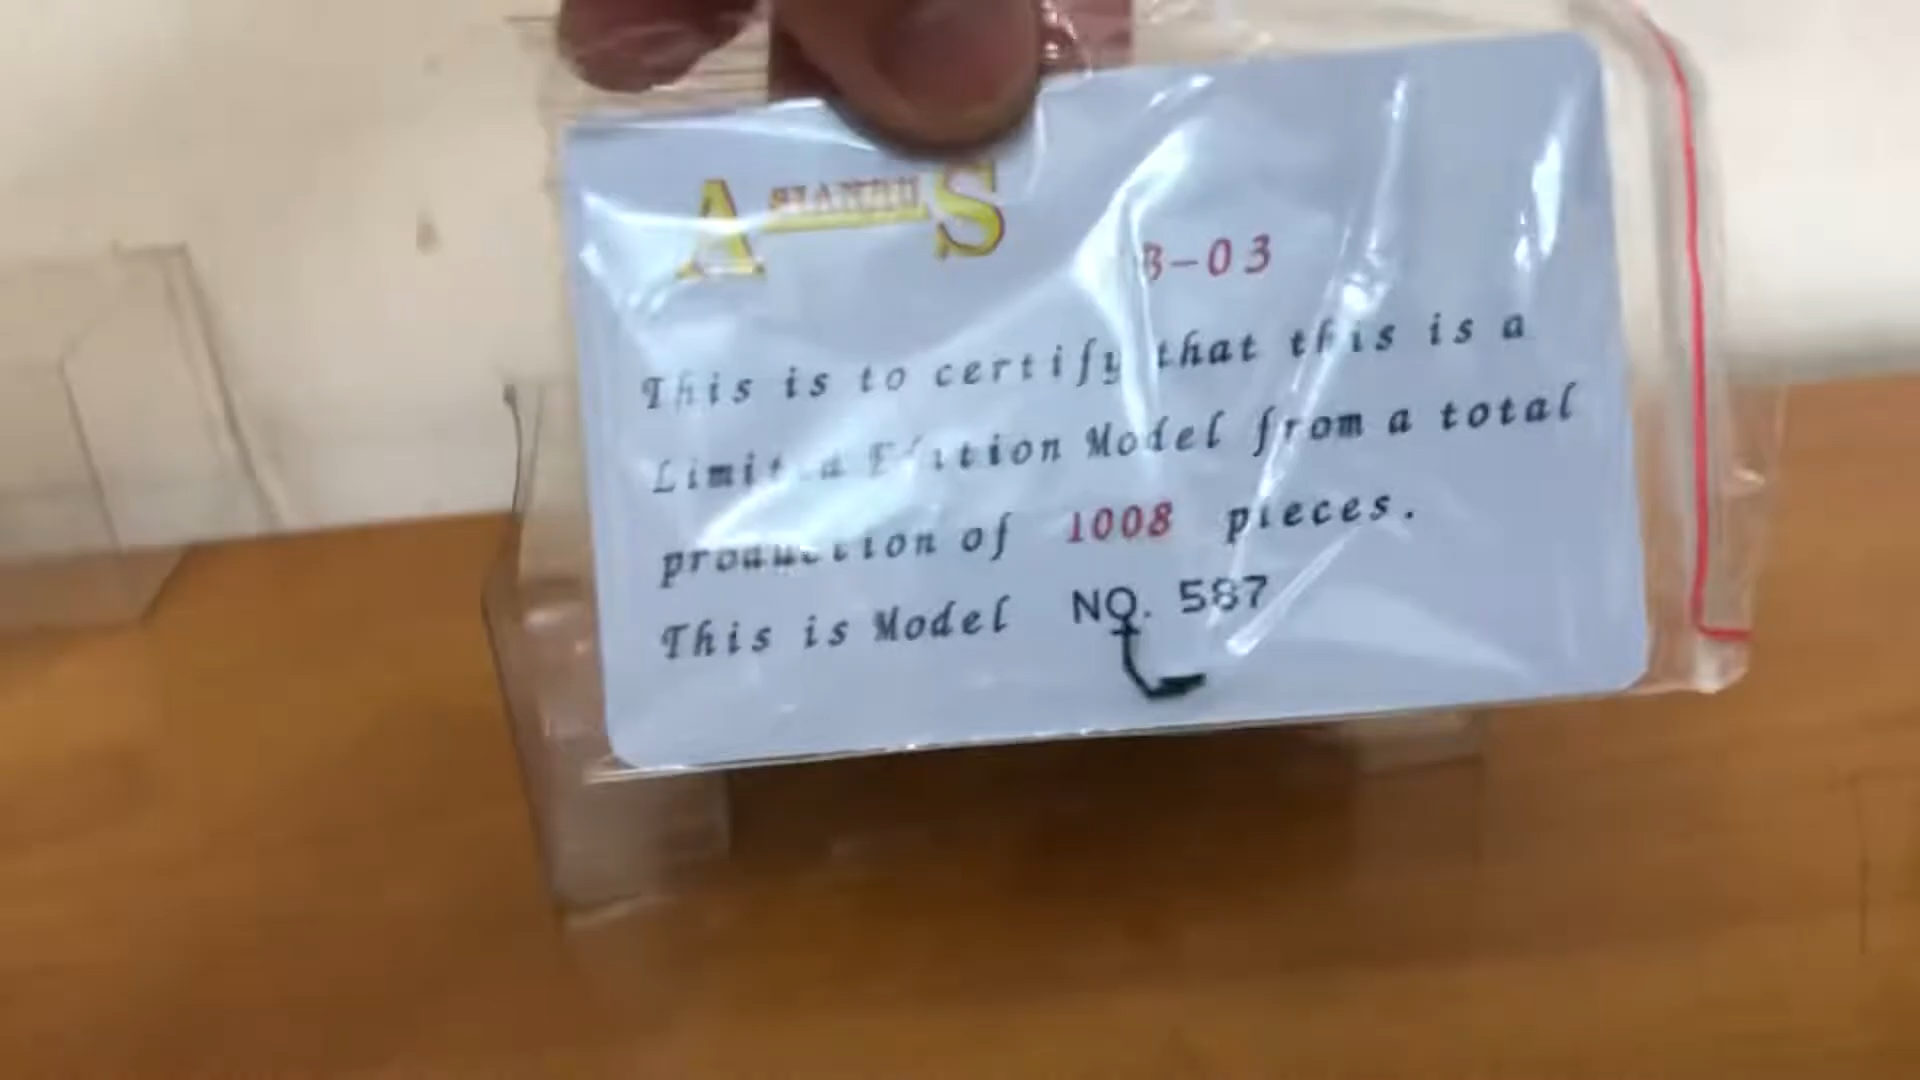 A S
B-03
This is to certify that this is a
Limited Edition Model from a total
production of 1008 pieces.
This is Model NO. 587